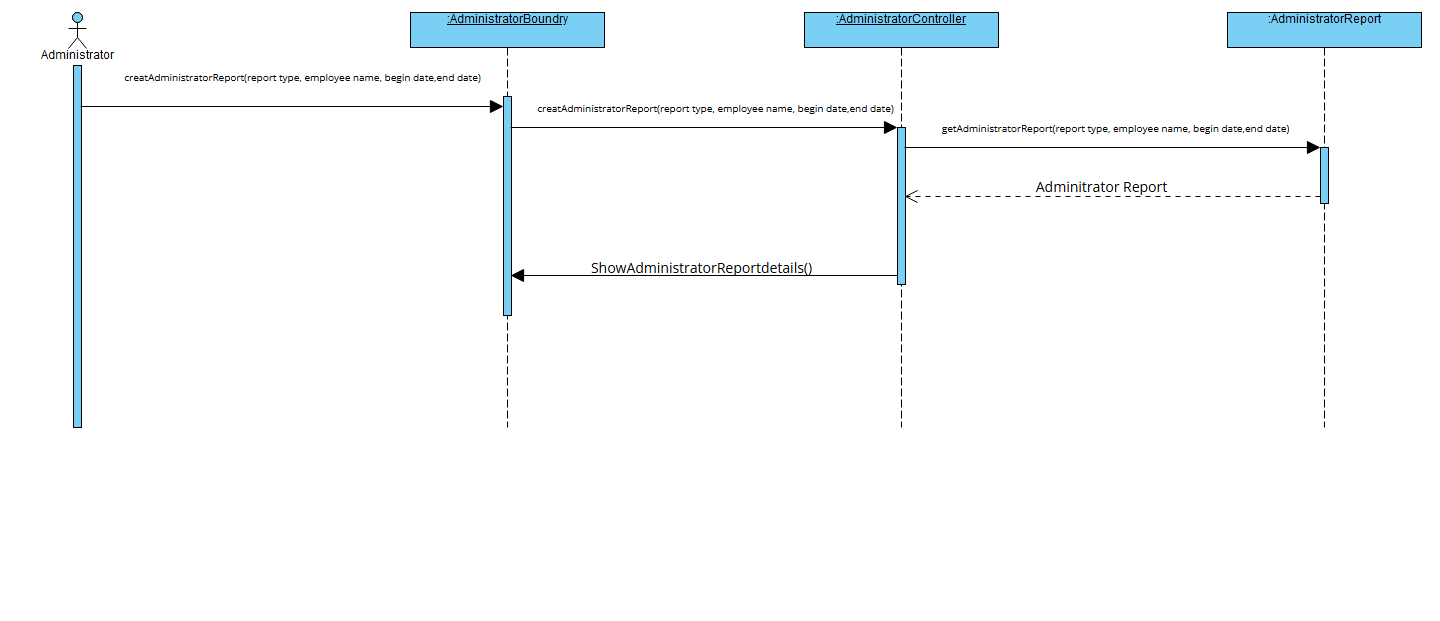 :AdministratorBoundry
:AdministratorController
:AdministratorReport
Administrator
creatAdministratorReport(report type, employee name, begin date,end date)
creatAdministratorReport(report type, employee name, begin date,end date)
getAdministratorReport(report type, employee name, begin date,end date)
Adminitrator Report
ShowAdministratorReportdetails()